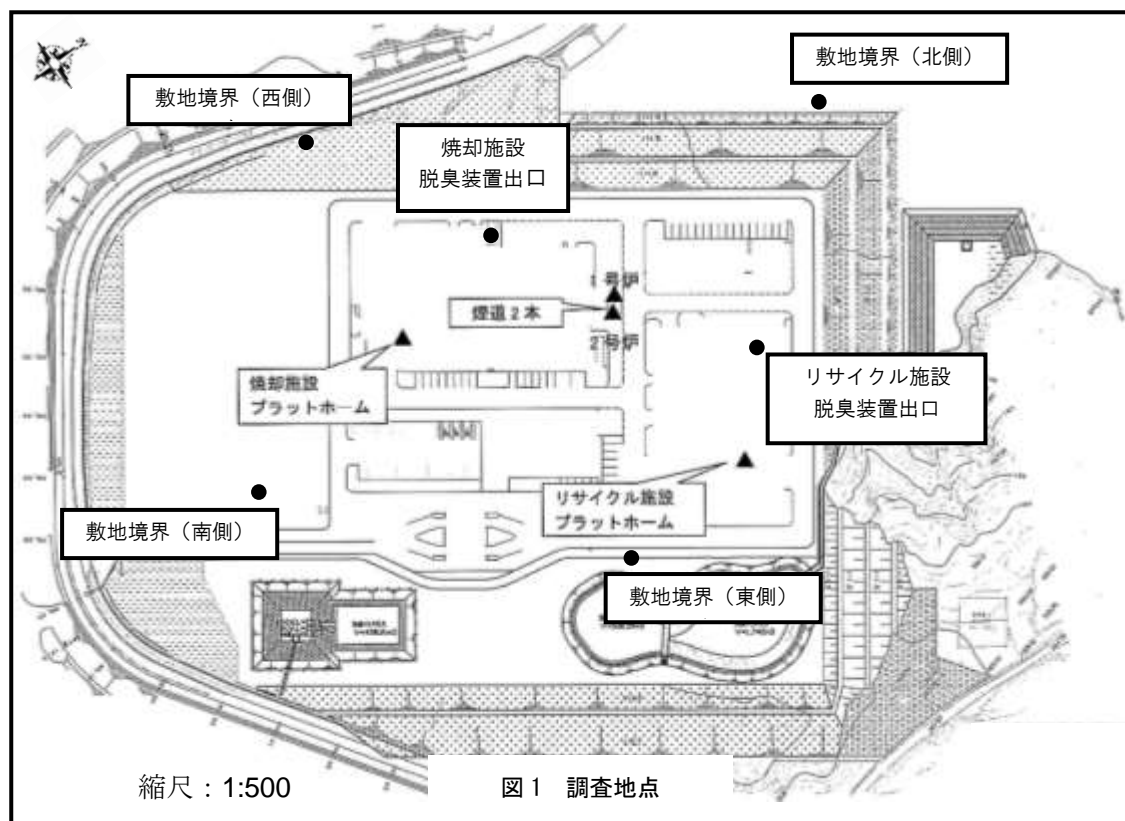 敷地境界（北側）
敷地境界（西側）
焼却施設
脱臭装置出口
1号炉
煙道2本
2号炉
焼却施設
プラットホーム
リサイクル施設
脱臭装置出口
リサイクル施設
プラットホーム
敷地境界（南側）
敷地境界（東側）
縮尺：1:500
図1 調査地点